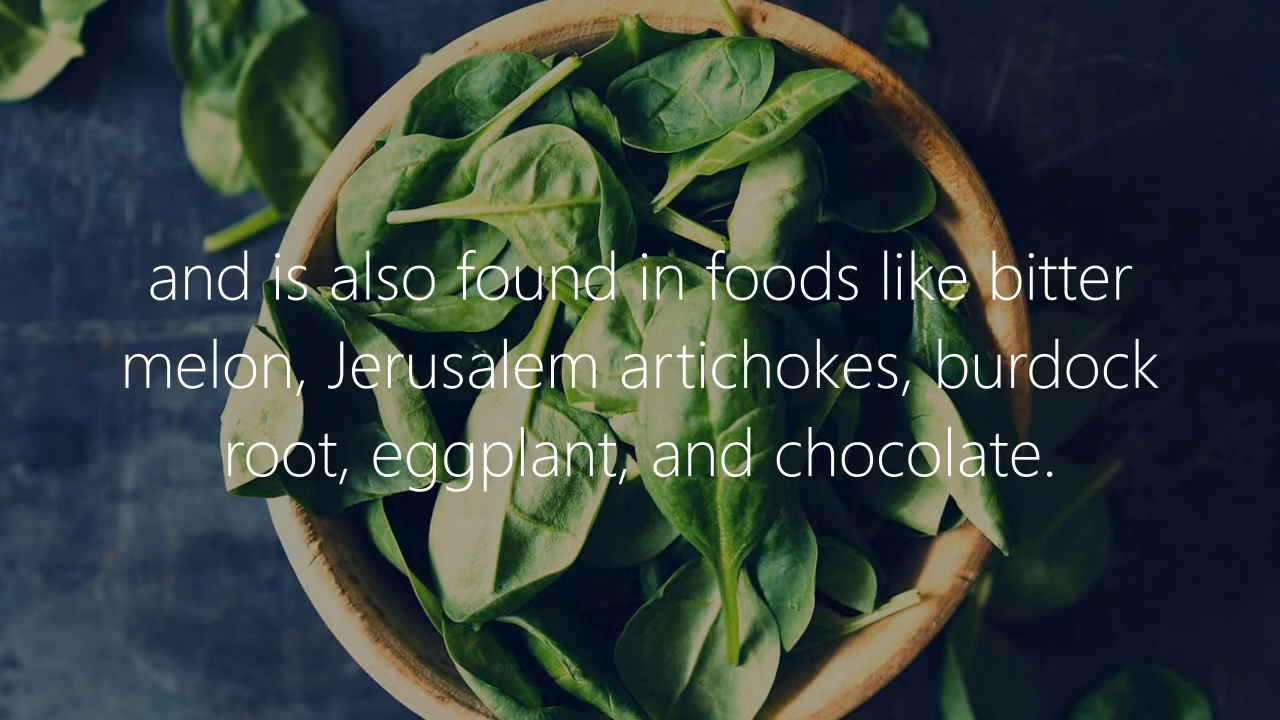 and is also found in foods like bitter
melon, Jerusalem artichokes, burdock
root, eggplant, and chocolate.